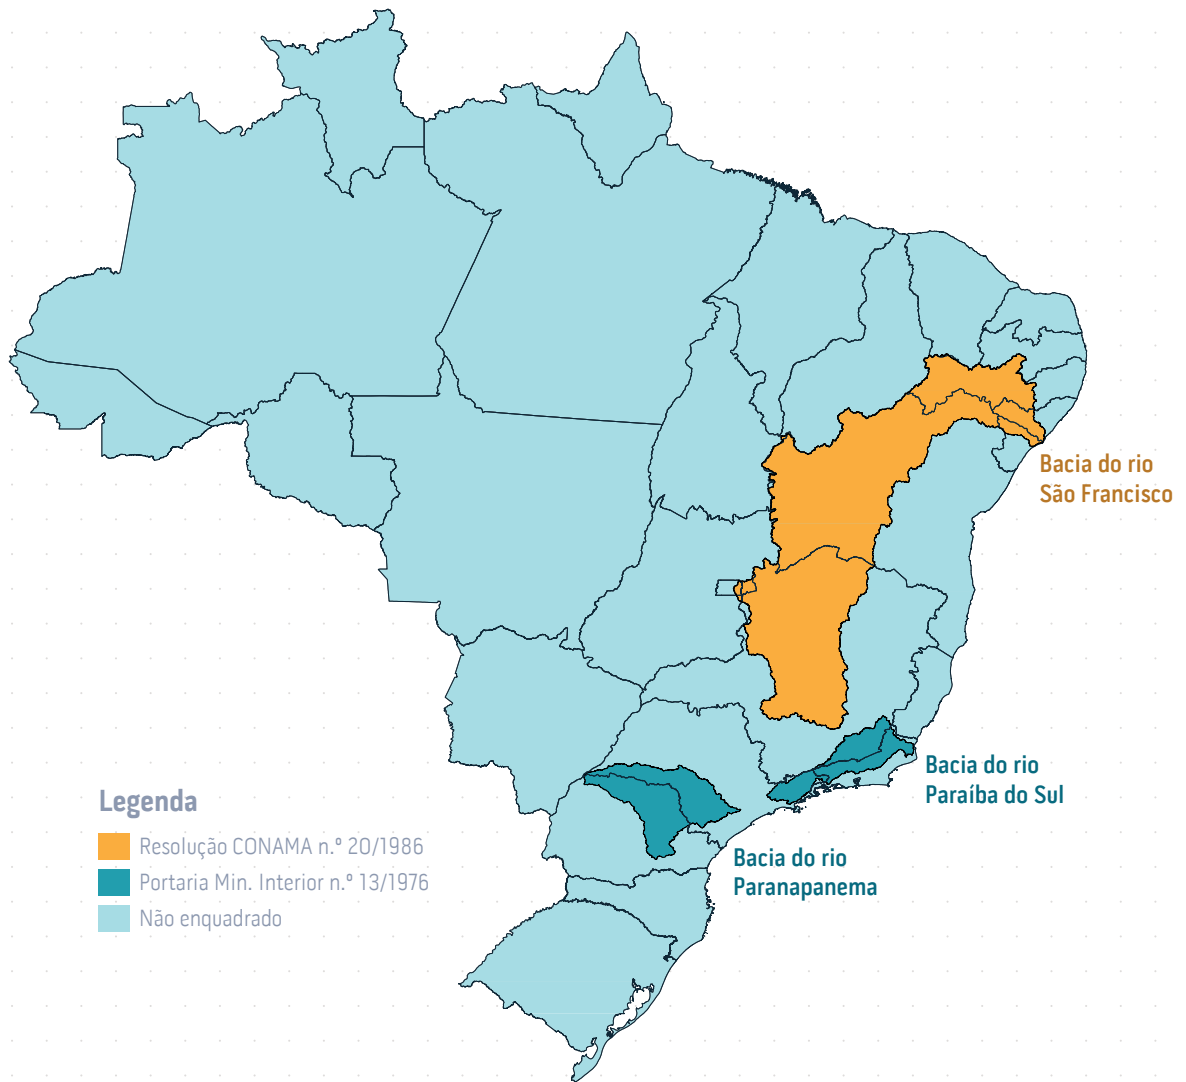 Bacia do rio
São Francisco
Bacia do rio
Paraíba do Sul
Bacia do rio
Paranapanema
Legenda
Resolução CONAMA n.º 20/1986
Portaria Min. Interior n.º 13/1976
Não enquadrado